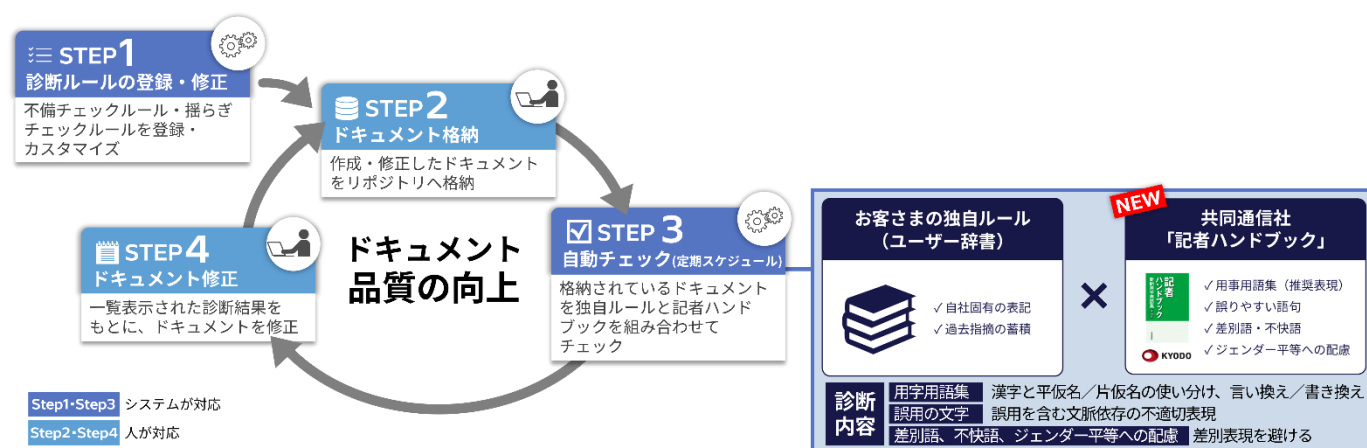 STEP1
診断ルールの登録・修正
不備チェックルール・揺らぎ
チェックルールを登録・
カスタマイズ
STEP2
ドキュメント格納
作成・修正したドキュメント
をリポジトリへ格納
STEP 3
自動チェック(定期スケジュール)
格納されているドキュメント
を独自ルールと記者ハンド
ブックを組み合わせて
チェック
STEP4
ドキュメント修正
一覧表示された診断結果を
もとに、ドキュメントを修正
ドキュメント
品質の向上
Step1・Step3 システムが対応
Step2・Step4 人が対応
お客さまの独自ルール
（ユーザー辞書）
✓自社固有の表記
✓過去指摘の蓄積
×
NEW
共同通信社
「記者ハンドブック」
記者
ハンドブック
KYODO
✓用事用語集（推奨表現）
✓誤りやすい語句
✓差別語・不快語
✓ジェンダー平等への配慮
診断
内容
用字用語集 漢字と平仮名／片仮名の使い分け、言い換え／書き換え
誤用の文字 誤用を含む文脈依存の不適切表現
差別語、不快語、ジェンダー平等への配慮 差別表現を避ける